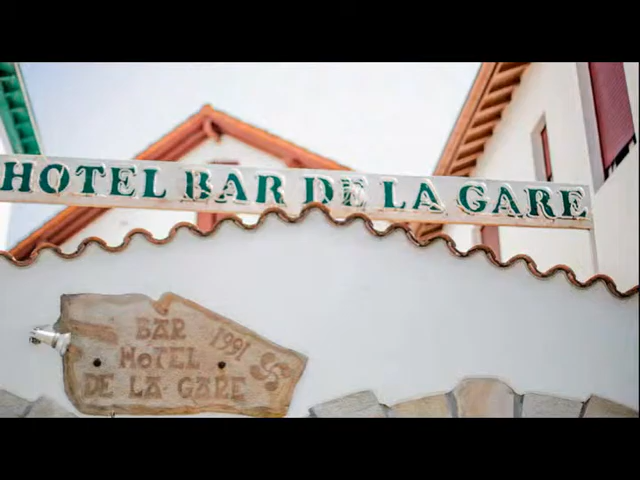 HOTEL BAR DE LA GARE
BAR
HOTEL
DE LA GARE
1991